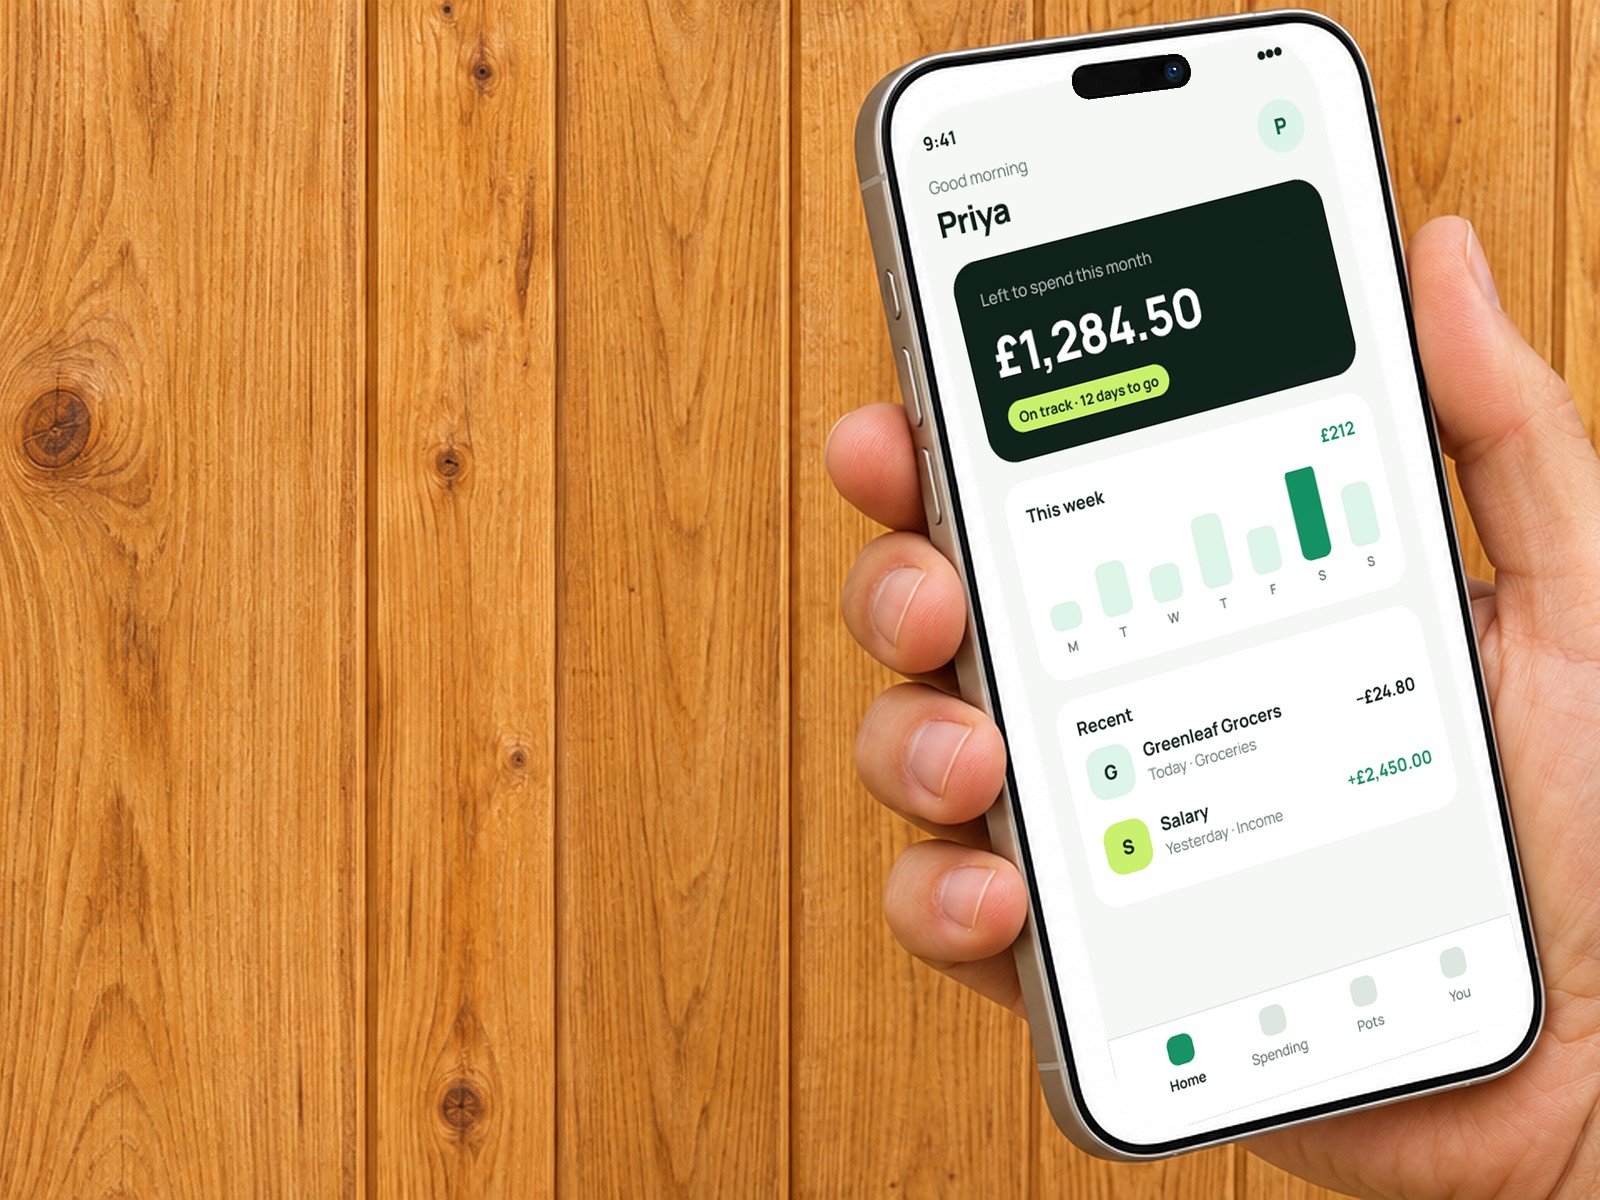 9:41
Good morning
P
Priya
Left to spend this month
£1,284.50
On track · 12 days to go
This week
£212
M T W T F S S
Recent
G
Greenleaf Grocers
−£24.80
Today · Groceries
S
Salary
+£2,450.00
Yesterday · Income
Home Spending Pots You